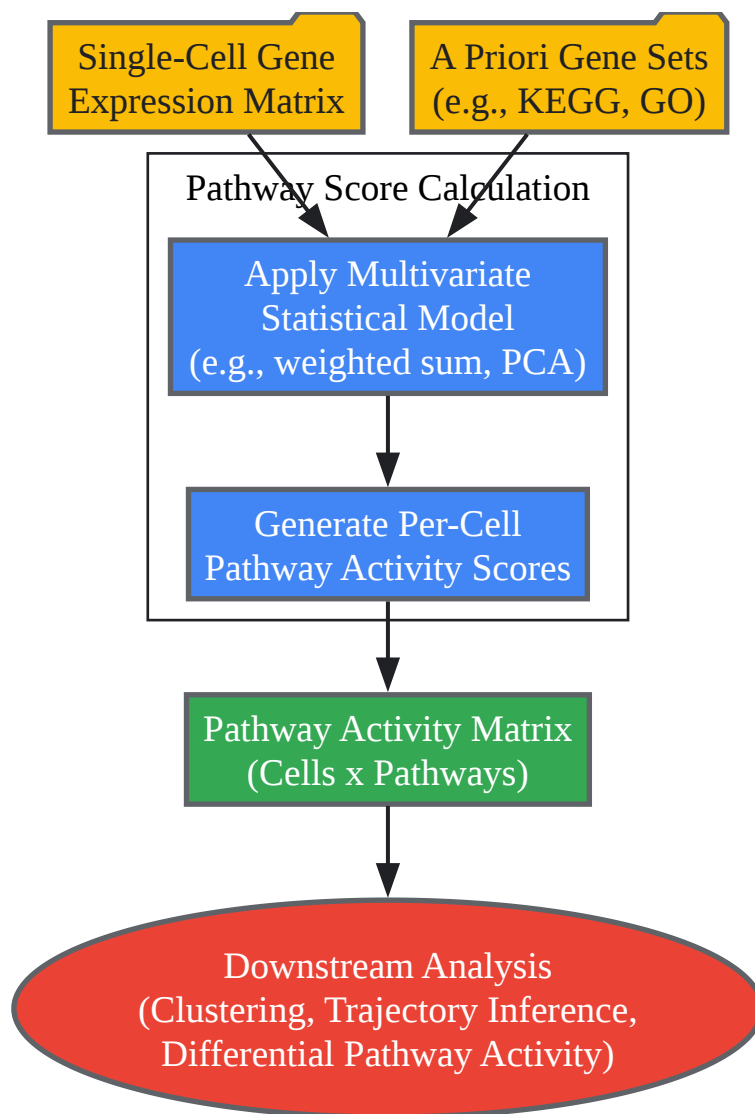 Single-Cell Gene
Expression Matrix
A Priori Gene Sets
(e.g., KEGG, GO)
Pathway Score Calculation
Apply Multivariate
Statistical Model
(e.g., weighted sum, PCA)
Generate Per-Cell
Pathway Activity Scores
Pathway Activity Matrix
(Cells x Pathways)
Downstream Analysis
(Clustering, Trajectory Inference,
Differential Pathway Activity)